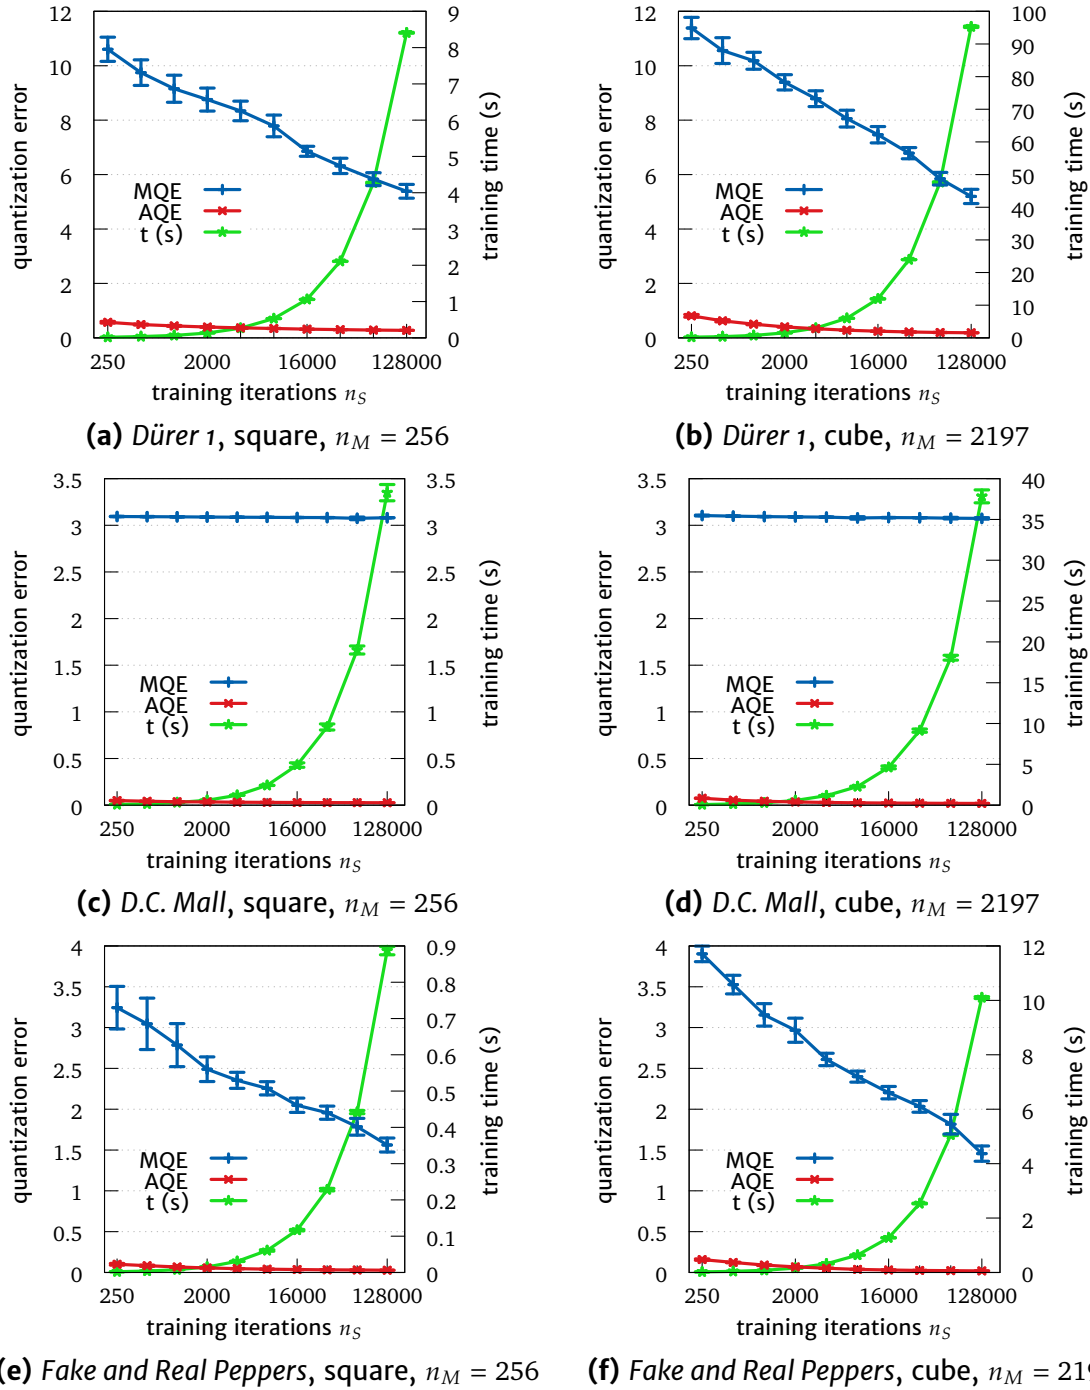 12
10
8
6
4
2
0
quantization error
9
8
7
6
5
4
3
2
1
0
training time (s)
MQE
AQE
t (s)
250 2000 16000 128000
training iterations n_S
(a) Dürer 1, square, n_M = 256
12
10
8
6
4
2
0
quantization error
100
90
80
70
60
50
40
30
20
10
0
training time (s)
MQE
AQE
t (s)
250 2000 16000 128000
training iterations n_S
(b) Dürer 1, cube, n_M = 2197
3.5
3
2.5
2
1.5
1
0.5
0
quantization error
3.5
3
2.5
2
1.5
1
0.5
0
training time (s)
MQE
AQE
t (s)
250 2000 16000 128000
training iterations n_S
(c) D.C. Mall, square, n_M = 256
3.5
3
2.5
2
1.5
1
0.5
0
quantization error
40
35
30
25
20
15
10
5
0
training time (s)
MQE
AQE
t (s)
250 2000 16000 128000
training iterations n_S
(d) D.C. Mall, cube, n_M = 2197
4
3.5
3
2.5
2
1.5
1
0.5
0
quantization error
0.9
0.8
0.7
0.6
0.5
0.4
0.3
0.2
0.1
0
training time (s)
MQE
AQE
t (s)
250 2000 16000 128000
training iterations n_S
(e) Fake and Real Peppers, square, n_M = 256
4
3.5
3
2.5
2
1.5
1
0.5
0
quantization error
12
10
8
6
4
2
0
training time (s)
MQE
AQE
t (s)
250 2000 16000 128000
training iterations n_S
(f) Fake and Real Peppers, cube, n_M =